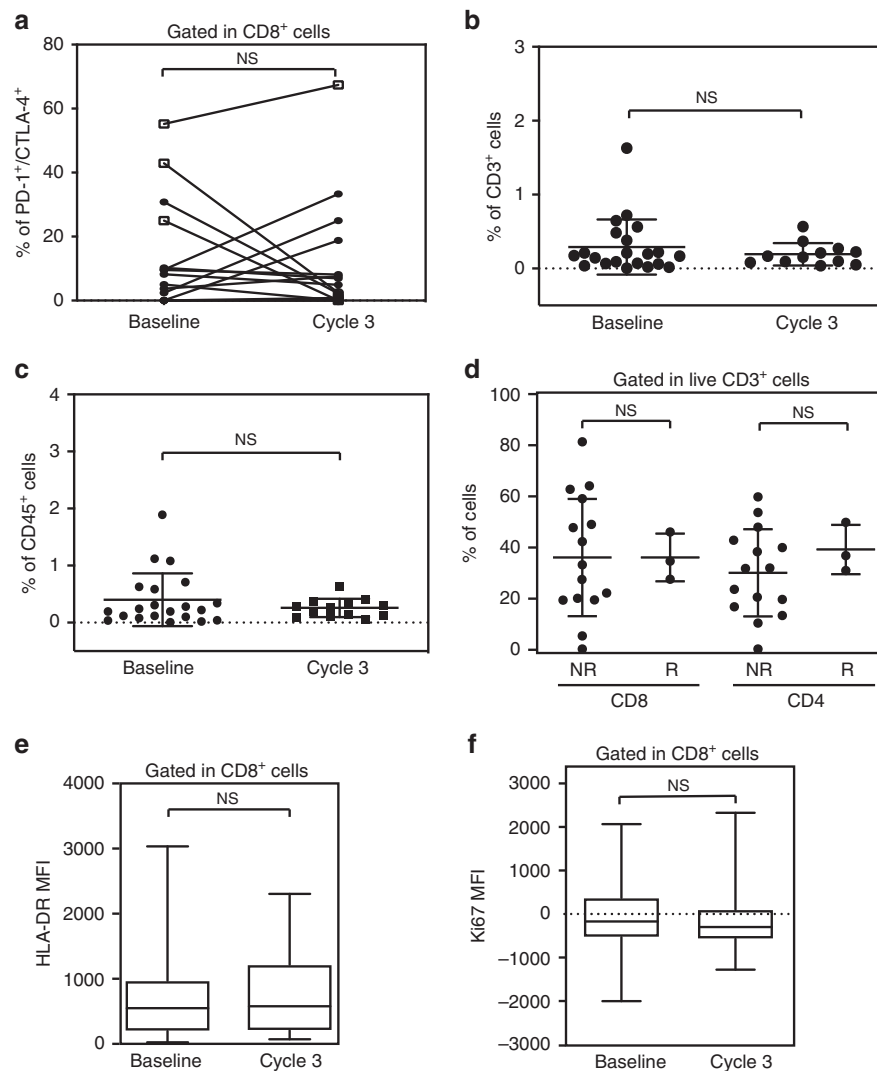 a
Gated in CD8⁺ cells
80
60
40
20
0
% of PD-1⁺/CTLA-4⁺
NS
Baseline
Cycle 3
b
3
2
1
0
% of CD3⁺ cells
NS
Baseline
Cycle 3
c
4
3
2
1
0
% of CD45⁺ cells
NS
Baseline
Cycle 3
d
Gated in live CD3⁺ cells
100
80
60
40
20
0
% of cells
NS
NS
NR
R
NR
R
CD8
CD4
e
Gated in CD8⁺ cells
4000
3000
2000
1000
0
HLA-DR MFI
NS
Baseline
Cycle 3
f
Gated in CD8⁺ cells
3000
2000
1000
0
–1000
–2000
–3000
Ki67 MFI
NS
Baseline
Cycle 3